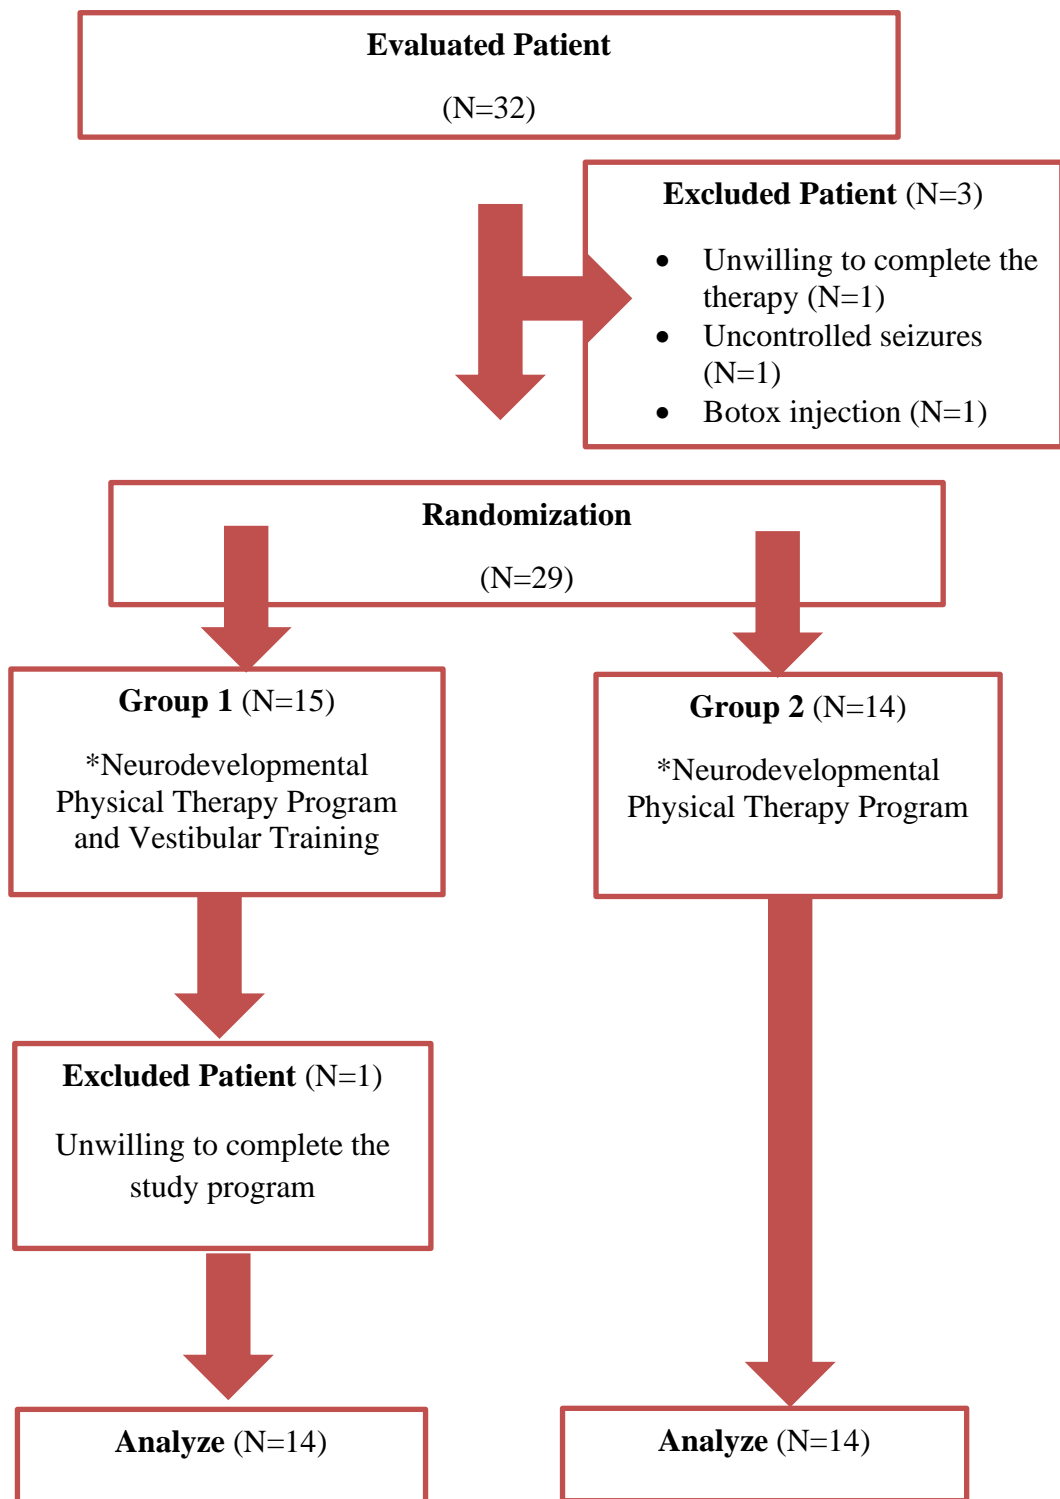 Evaluated Patient
(N=32)
Excluded Patient (N=3)
• Unwilling to complete the
therapy (N=1)
• Uncontrolled seizures
(N=1)
• Botox injection (N=1)
Randomization
(N=29)
Group 1 (N=15)
*Neurodevelopmental
Physical Therapy Program
and Vestibular Training
Group 2 (N=14)
*Neurodevelopmental
Physical Therapy Program
Excluded Patient (N=1)
Unwilling to complete the
study program
Analyze (N=14)
Analyze (N=14)